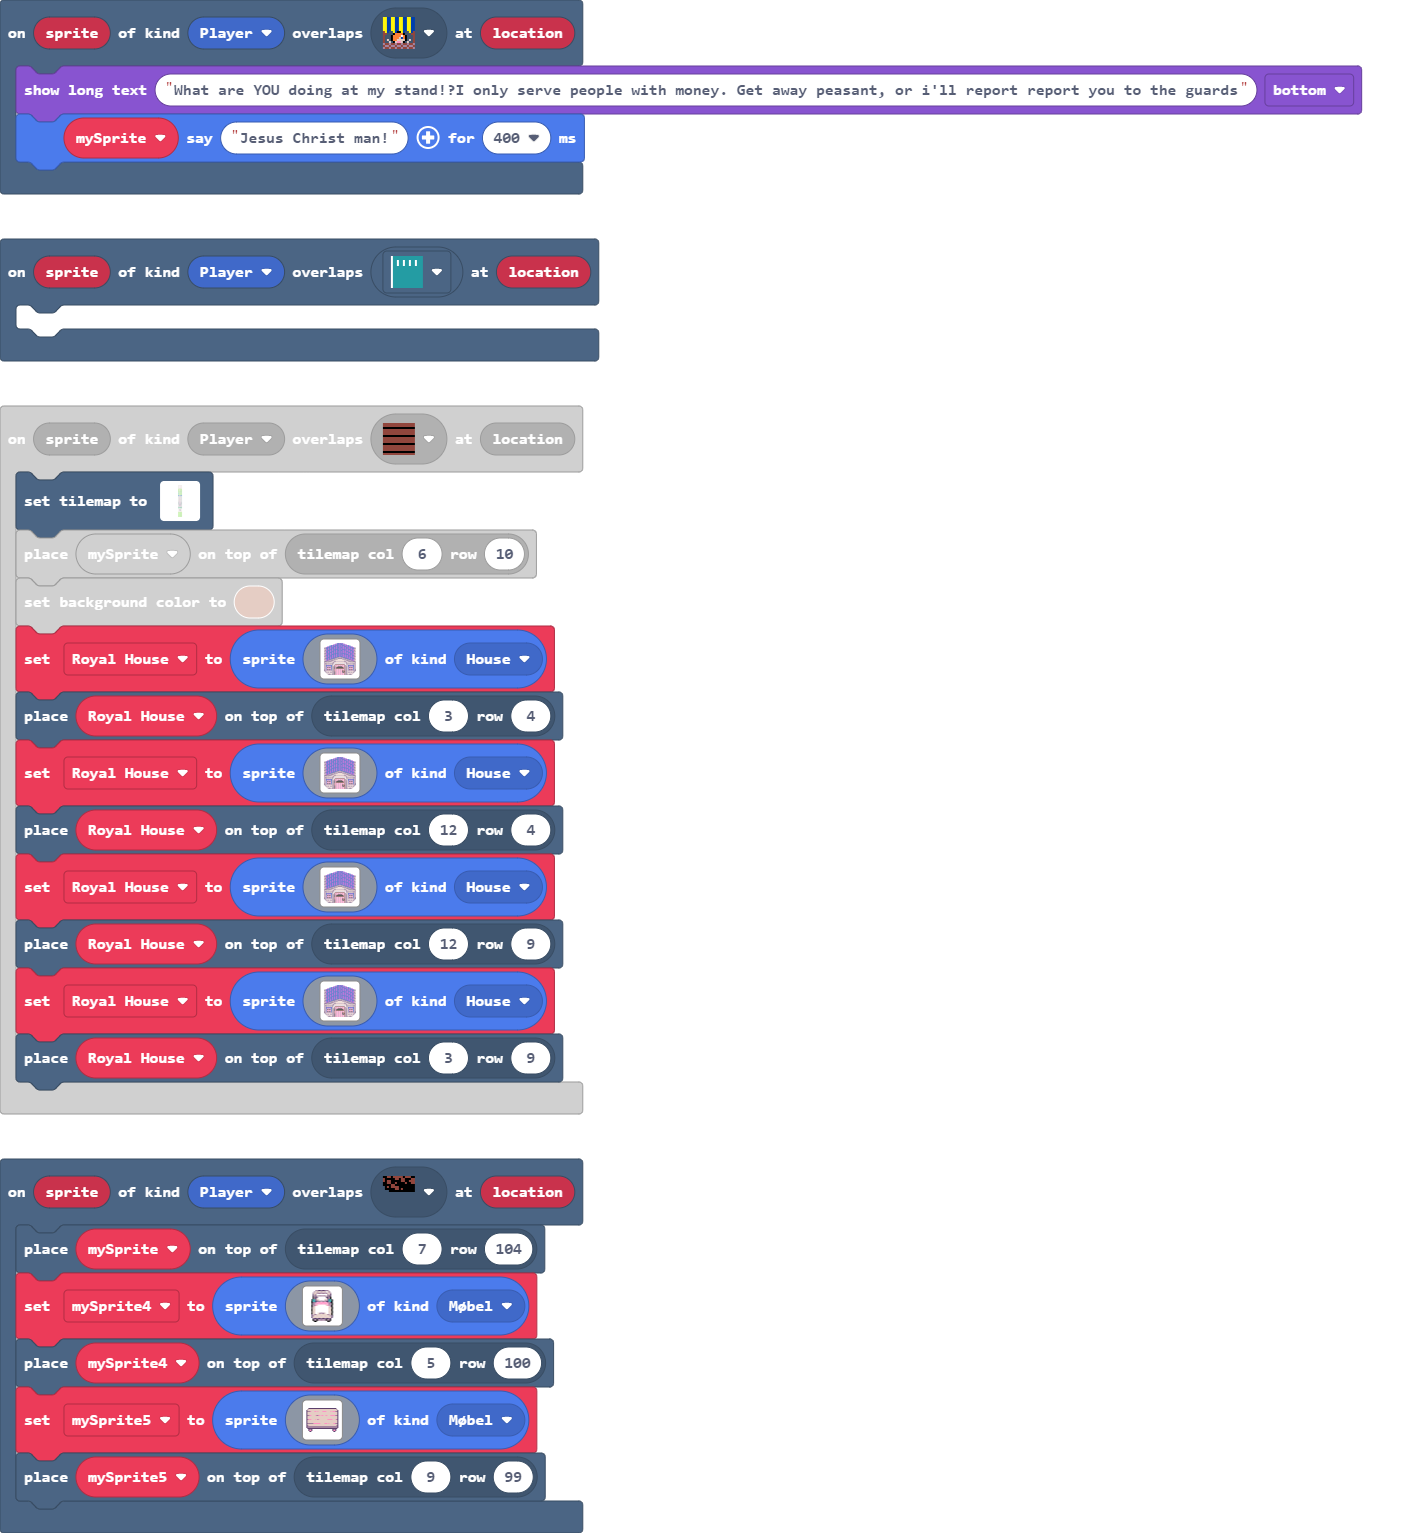 on sprite of kind Player overlaps at location
show long text "What are YOU doing at my stand!?I only serve people with money. Get away peasant, or i'll report report you to the guards" bottom
mySprite say "Jesus Christ man!" + for 400 ms
on sprite of kind Player overlaps at location
on sprite of kind Player overlaps at location
set tilemap to
place mySprite on top of tilemap col 6 row 10
set background color to
set Royal House to sprite of kind House
place Royal House on top of tilemap col 3 row 4
set Royal House to sprite of kind House
place Royal House on top of tilemap col 12 row 4
set Royal House to sprite of kind House
place Royal House on top of tilemap col 12 row 9
set Royal House to sprite of kind House
place Royal House on top of tilemap col 3 row 9
on sprite of kind Player overlaps at location
place mySprite on top of tilemap col 7 row 104
set mySprite4 to sprite of kind Møbel
place mySprite4 on top of tilemap col 5 row 100
set mySprite5 to sprite of kind Møbel
place mySprite5 on top of tilemap col 9 row 99